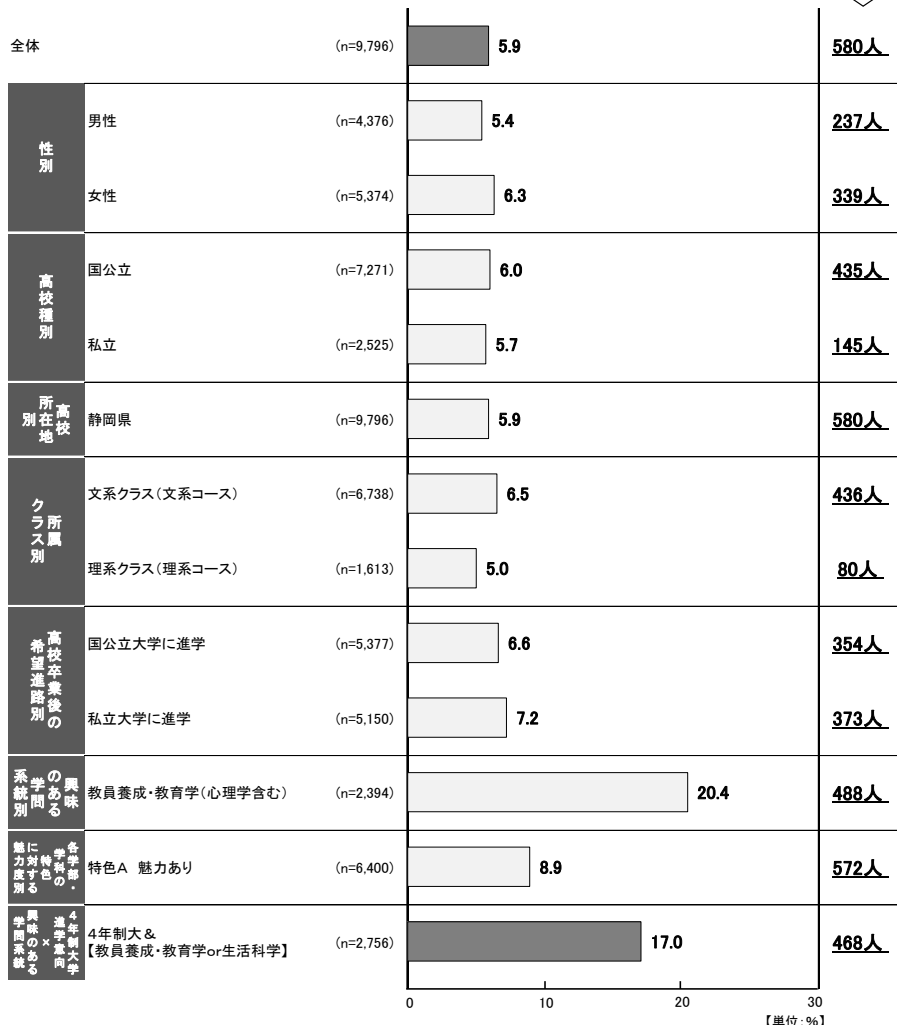 全体 (n=9,796) 5.9 580人
性別
男性 (n=4,376) 5.4 237人
女性 (n=5,374) 6.3 339人
高校種別
国公立 (n=7,271) 6.0 435人
私立 (n=2,525) 5.7 145人
高校所在地別
静岡県 (n=9,796) 5.9 580人
所属クラス別
文系クラス(文系コース) (n=6,738) 6.5 436人
理系クラス(理系コース) (n=1,613) 5.0 80人
高校卒業後の希望進路別
国公立大学に進学 (n=5,377) 6.6 354人
私立大学に進学 (n=5,150) 7.2 373人
興味のある学問系統別
教員養成・教育学(心理学含む) (n=2,394) 20.4 488人
各学部・学科の特色に対する魅力度別
特色A 魅力あり (n=6,400) 8.9 572人
4年制大学進学意向×興味のある学問系統
4年制大&
【教員養成・教育学or生活科学】 (n=2,756) 17.0 468人
0 10 20 30
【単位:%】